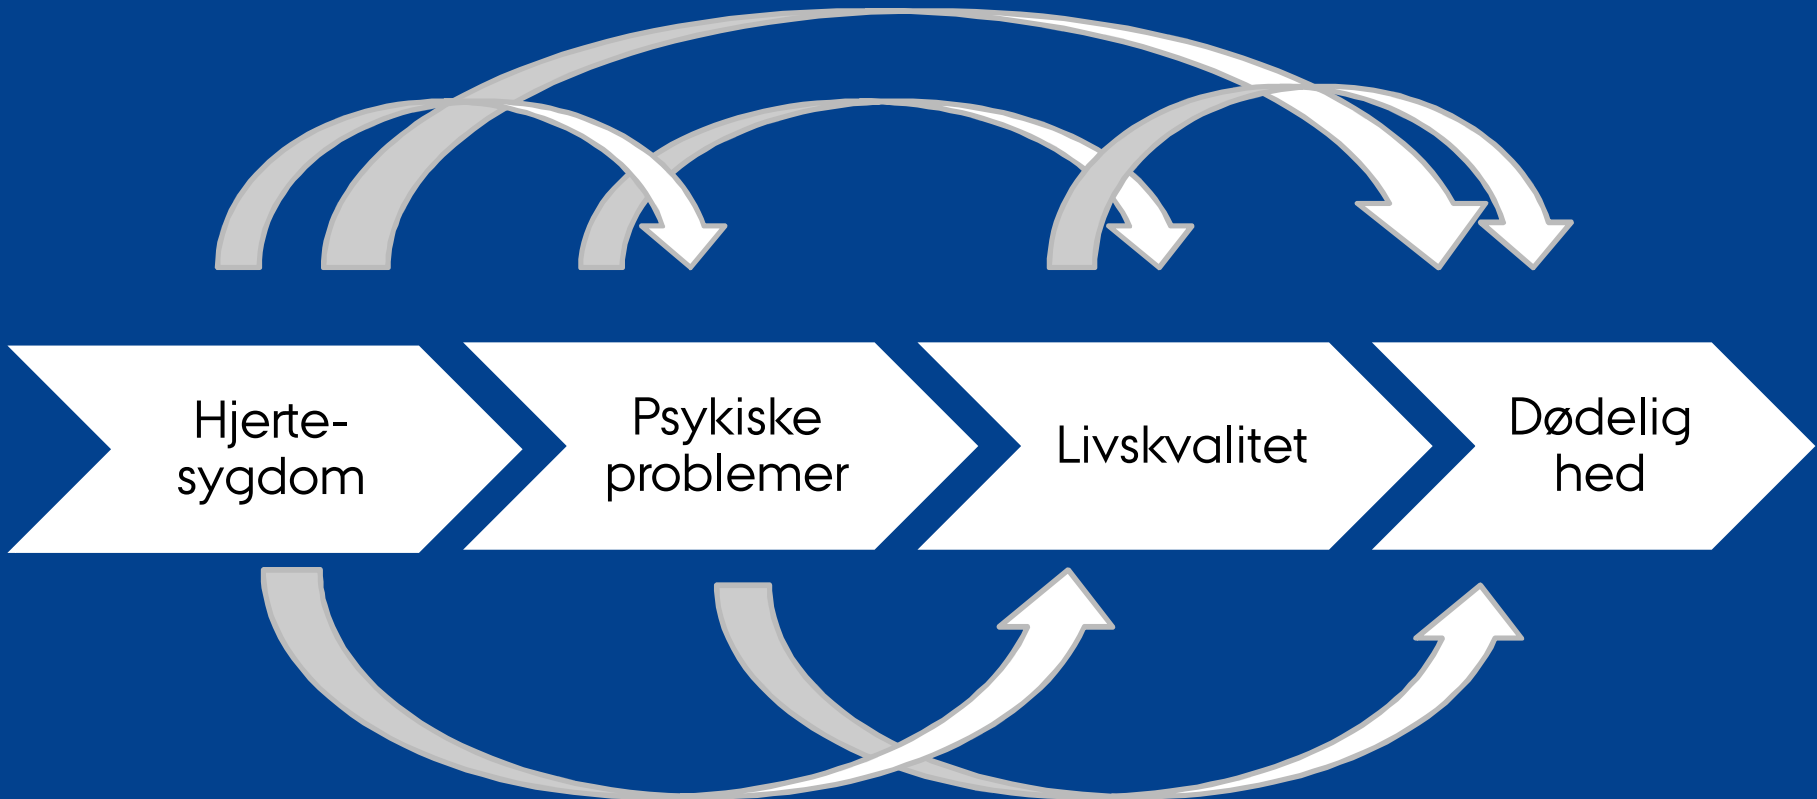 Hjerte-
sygdom
Psykiske
problemer
Livskvalitet
Dødelig
hed